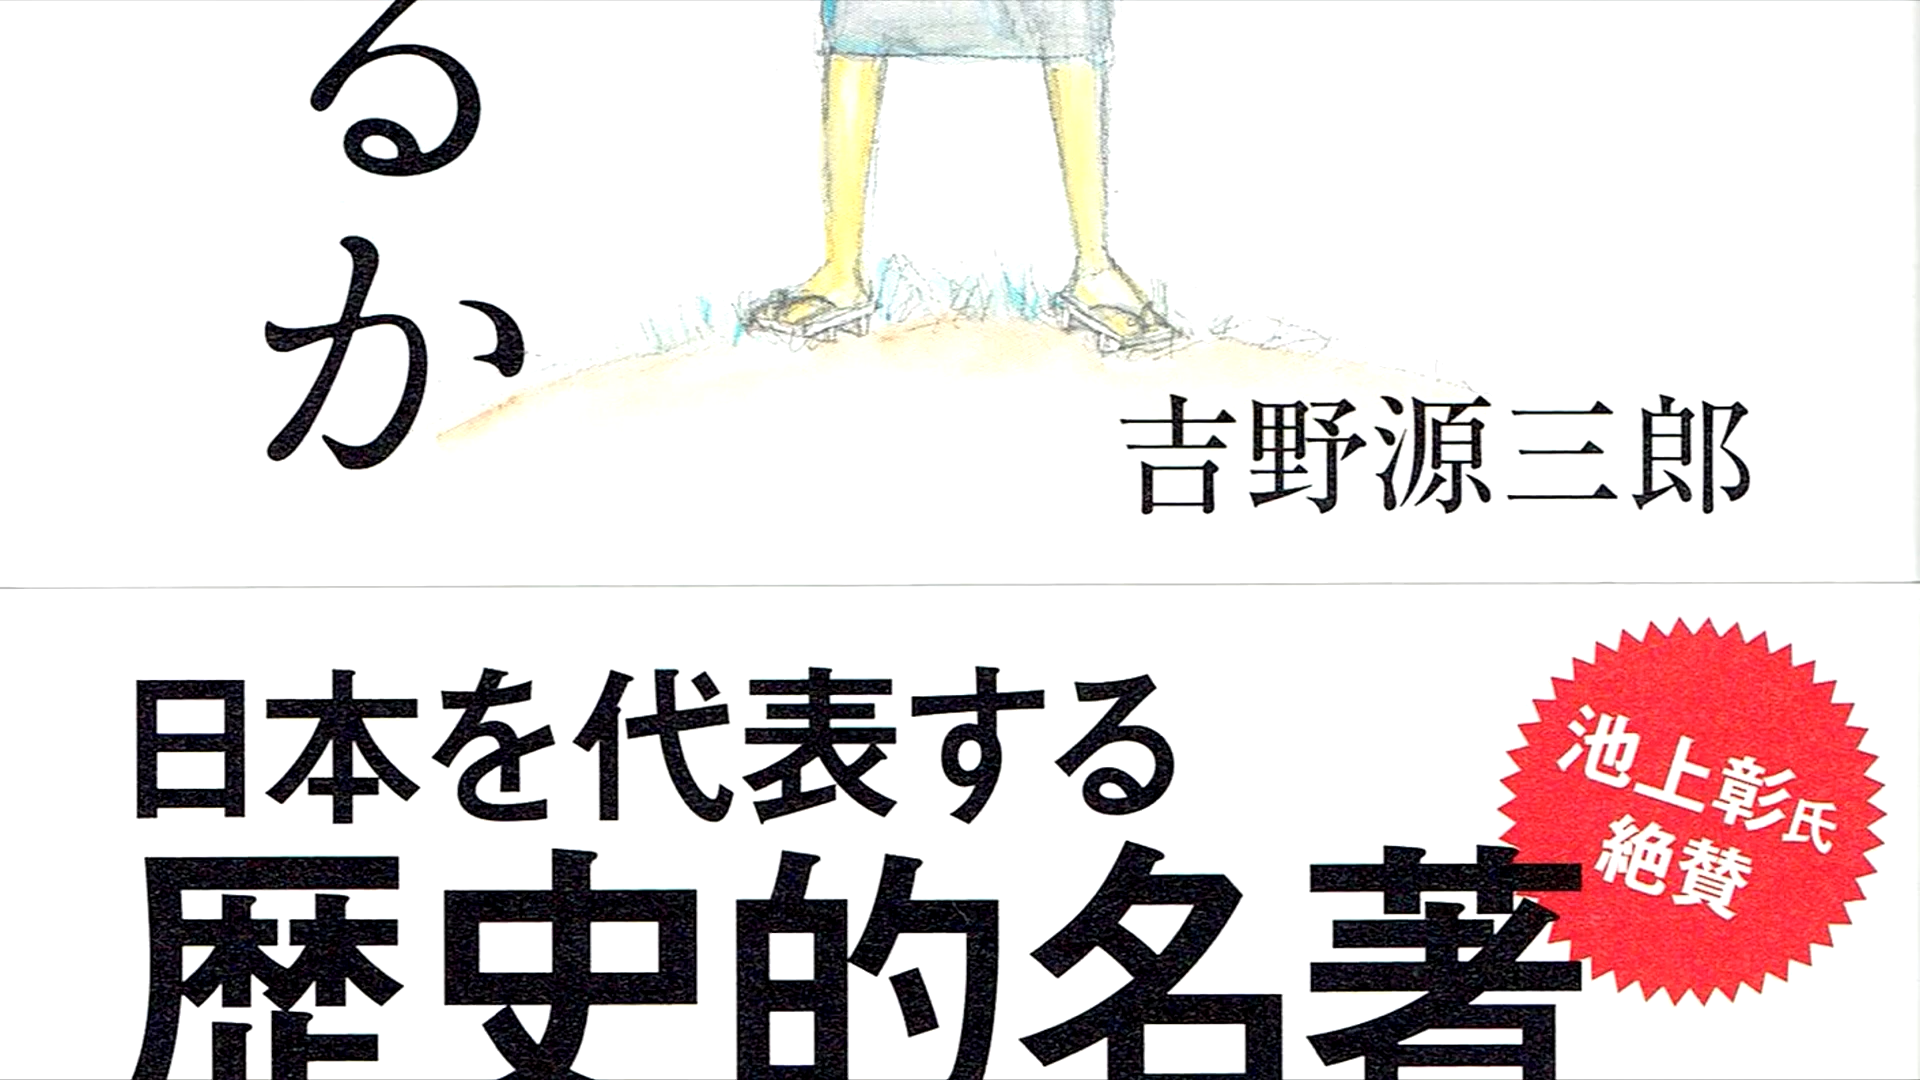 るか
吉野源三郎
日本を代表する
歴史的名著
池上彰氏
絶賛